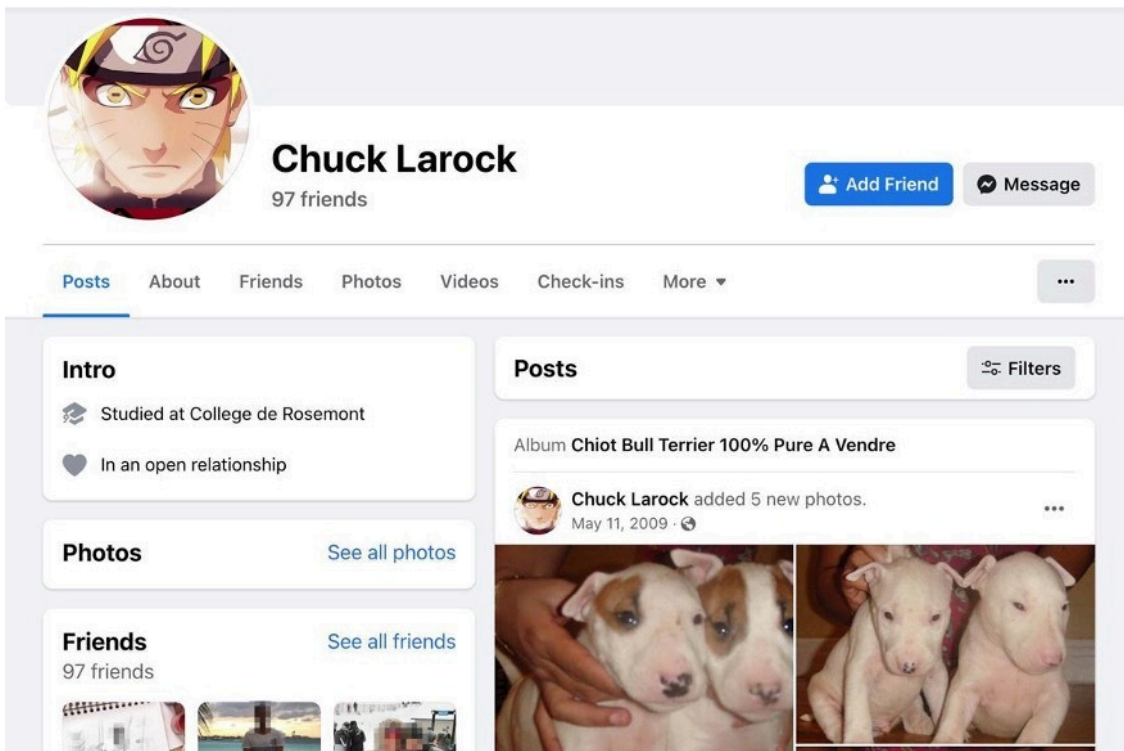 Chuck Larock
97 friends
Add Friend
Message
Posts
About
Friends
Photos
Videos
Check-ins
More
Intro
Studied at College de Rosemont
In an open relationship
Photos
See all photos
Friends
See all friends
97 friends
Posts
Filters
Album Chiot Bull Terrier 100% Pure A Vendre
Chuck Larock added 5 new photos.
May 11, 2009 ·